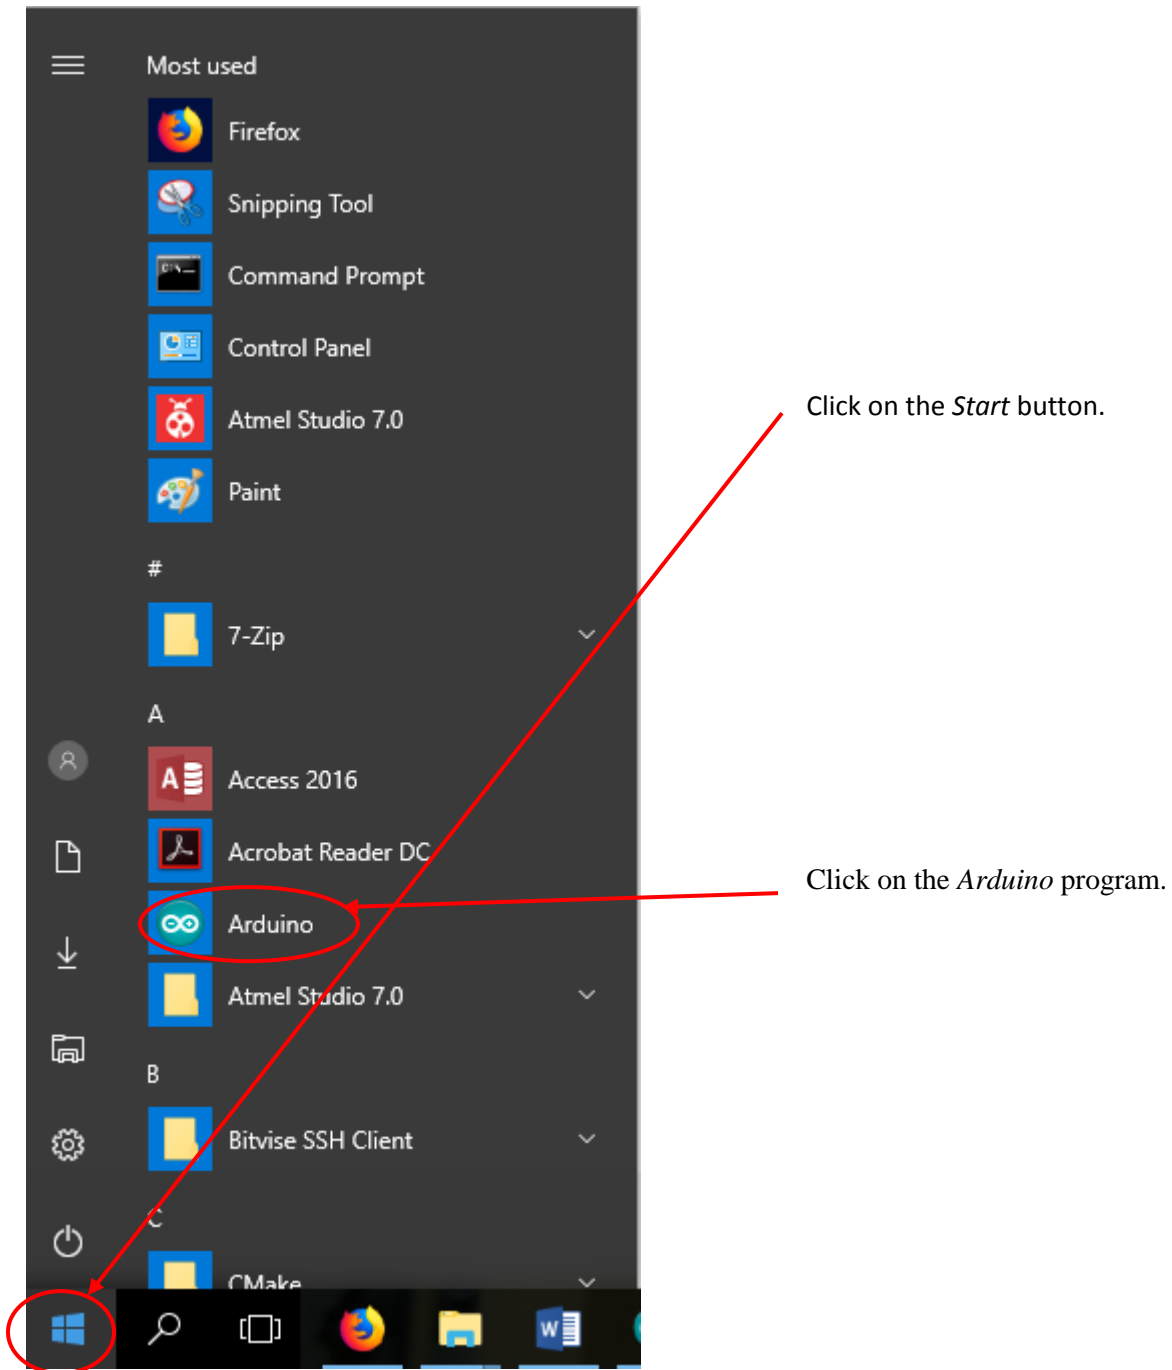 Most used
Firefox
Snipping Tool
Command Prompt
Control Panel
Atmel Studio 7.0
Paint
#
7-Zip
A
Access 2016
Acrobat Reader DC
Arduino
Atmel Studio 7.0
B
Bitvise SSH Client
C
CMake
Click on the Start button.
Click on the Arduino program.